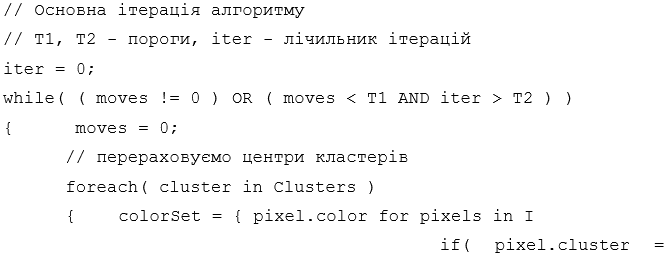 // Основна ітерація алгоритму
// T1, T2 – пороги, iter – лічильник ітерацій
iter = 0;
while( ( moves != 0 ) OR ( moves < T1 AND iter > T2 ) )
{ moves = 0;
// перераховуємо центри кластерів
foreach( cluster in Clusters )
{ colorSet = { pixel.color for pixels in I
if( pixel.cluster =